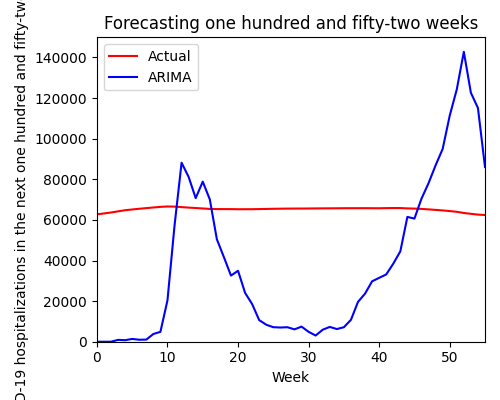 Forecasting one hundred and fifty-two weeks
Actual
ARIMA
140000
120000
100000
80000
60000
40000
20000
0
D-19 hospitalizations in the next one hundred and fifty-tw
0 10 20 30 40 50
Week